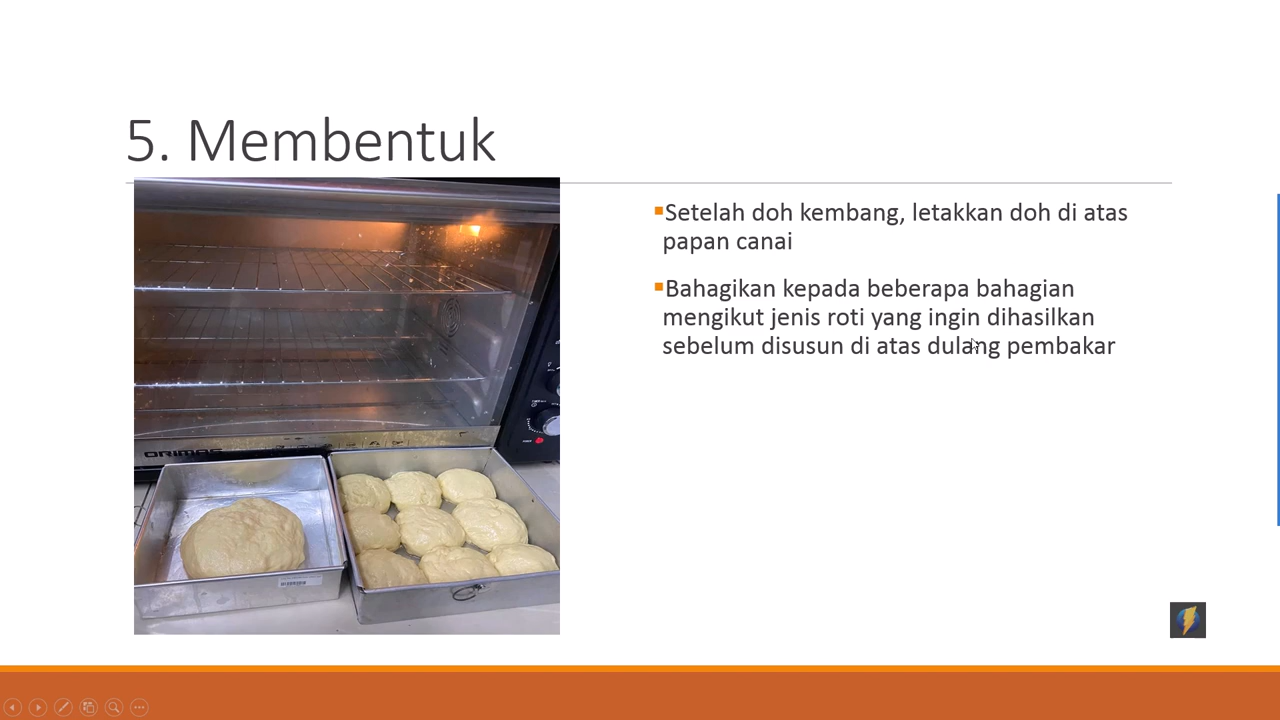 5. Membentuk
Setelah doh kembang, letakkan doh di atas
papan canai
Bahagikan kepada beberapa bahagian
mengikut jenis roti yang ingin dihasilkan
sebelum disusun di atas dulang pembakar
ORIMAS